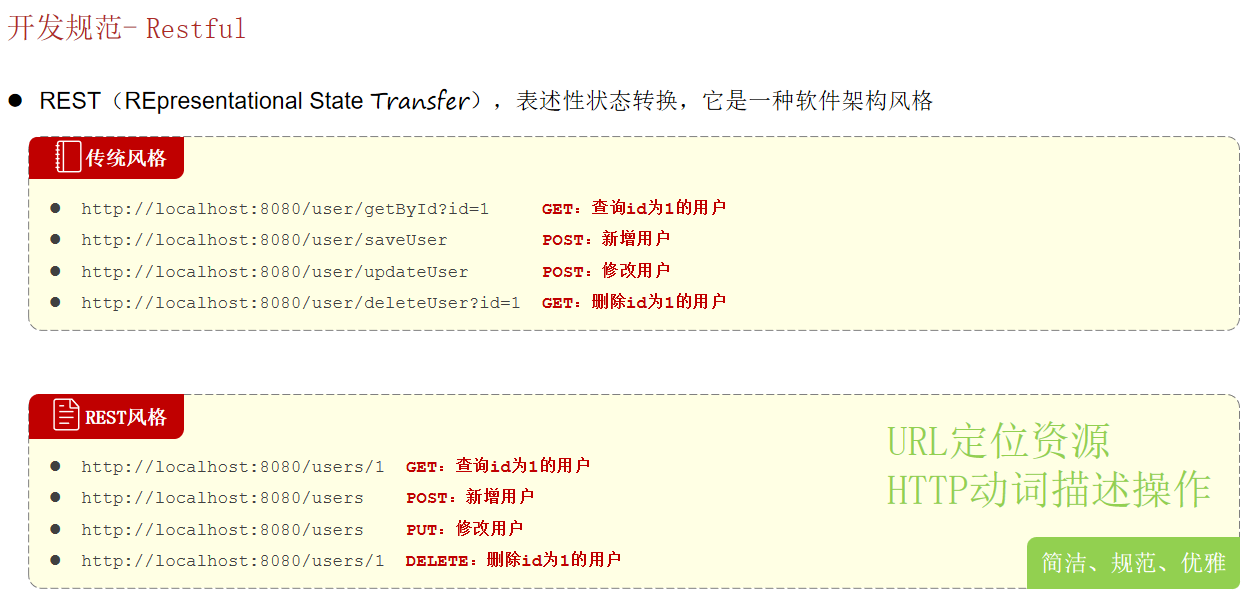 开发规范- Restful
REST（REpresentational State Transfer），表述性状态转换，它是一种软件架构风格
传统风格
http://localhost:8080/user/getById?id=1 GET：查询id为1的用户
http://localhost:8080/user/saveUser POST：新增用户
http://localhost:8080/user/updateUser POST：修改用户
http://localhost:8080/user/deleteUser?id=1 GET：删除id为1的用户
REST风格
http://localhost:8080/users/1 GET：查询id为1的用户
http://localhost:8080/users POST：新增用户
http://localhost:8080/users PUT：修改用户
http://localhost:8080/users/1 DELETE：删除id为1的用户
URL定位资源
HTTP动词描述操作
简洁、规范、优雅